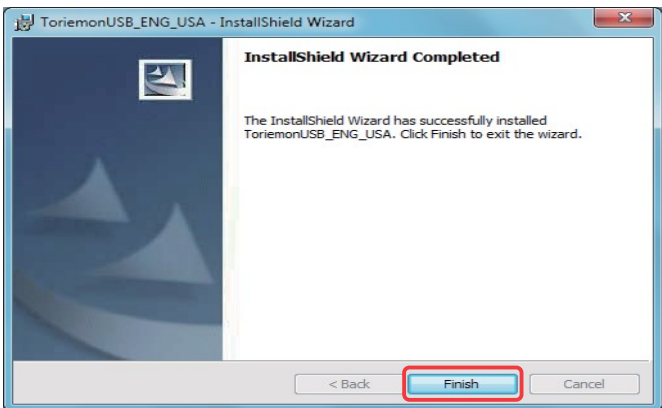 ToriemonUSB_ENG_USA - InstallShield Wizard
InstallShield Wizard Completed
The InstallShield Wizard has successfully installed
ToriemonUSB_ENG_USA. Click Finish to exit the wizard.
< Back Finish Cancel